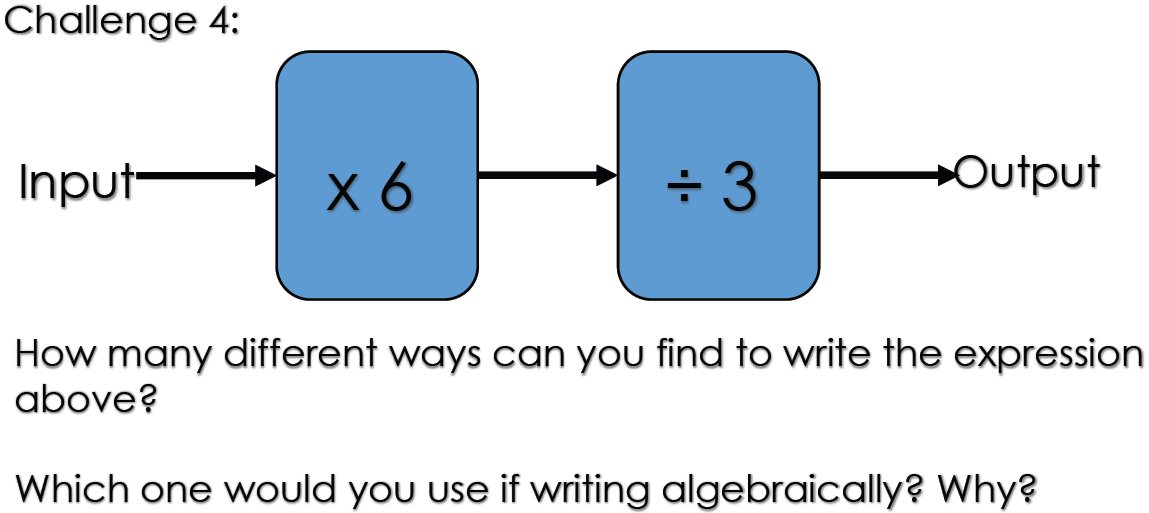 Challenge 4:
Input
x 6
÷ 3
Output
How many different ways can you find to write the expression
above?
Which one would you use if writing algebraically? Why?